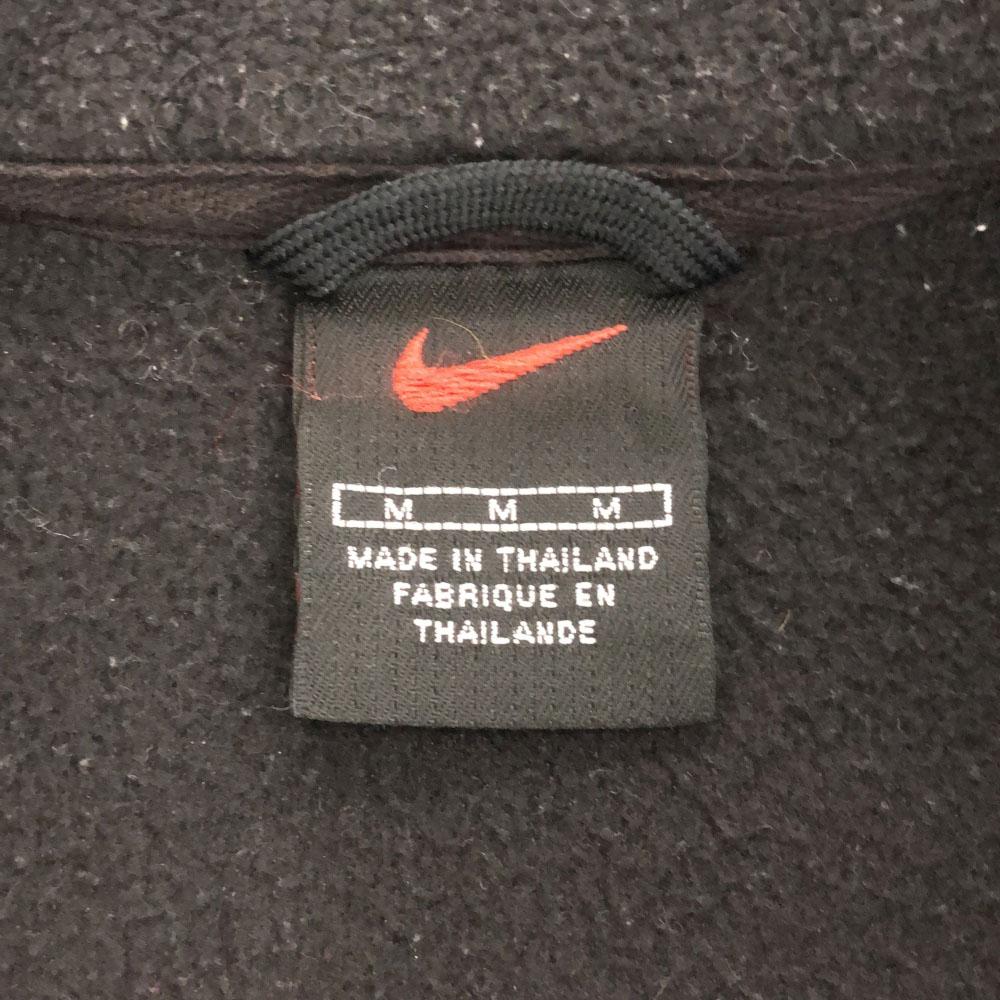 M M M
MADE IN THAILAND
FABRIQUE EN
THAILANDE